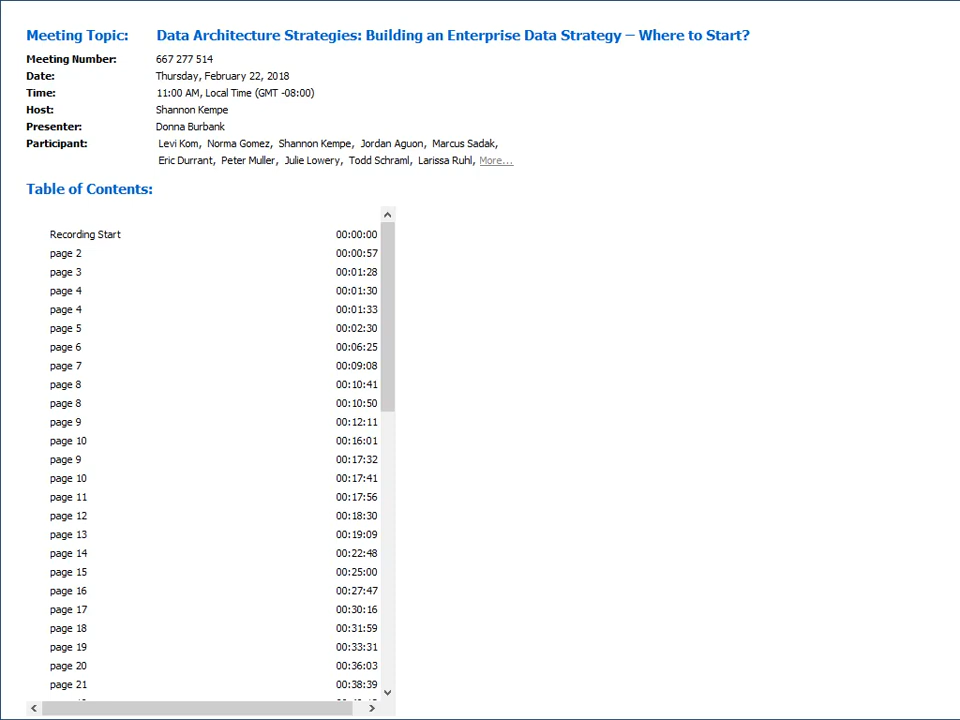 Meeting Topic: Data Architecture Strategies: Building an Enterprise Data Strategy – Where to Start?
Meeting Number: 667 277 514
Date: Thursday, February 22, 2018
Time: 11:00 AM, Local Time (GMT -08:00)
Host: Shannon Kempe
Presenter: Donna Burbank
Participant: Levi Kom, Norma Gomez, Shannon Kempe, Jordan Aguon, Marcus Sadak,
Eric Durrant, Peter Muller, Julie Lowery, Todd Schraml, Larissa Ruhl, More...
Table of Contents:
Recording Start 00:00:00
page 2 00:00:57
page 3 00:01:28
page 4 00:01:30
page 4 00:01:33
page 5 00:02:30
page 6 00:06:25
page 7 00:09:08
page 8 00:10:41
page 8 00:10:50
page 9 00:12:11
page 10 00:16:01
page 9 00:17:32
page 10 00:17:41
page 11 00:17:56
page 12 00:18:30
page 13 00:19:09
page 14 00:22:48
page 15 00:25:00
page 16 00:27:47
page 17 00:30:16
page 18 00:31:59
page 19 00:33:31
page 20 00:36:03
page 21 00:38:39